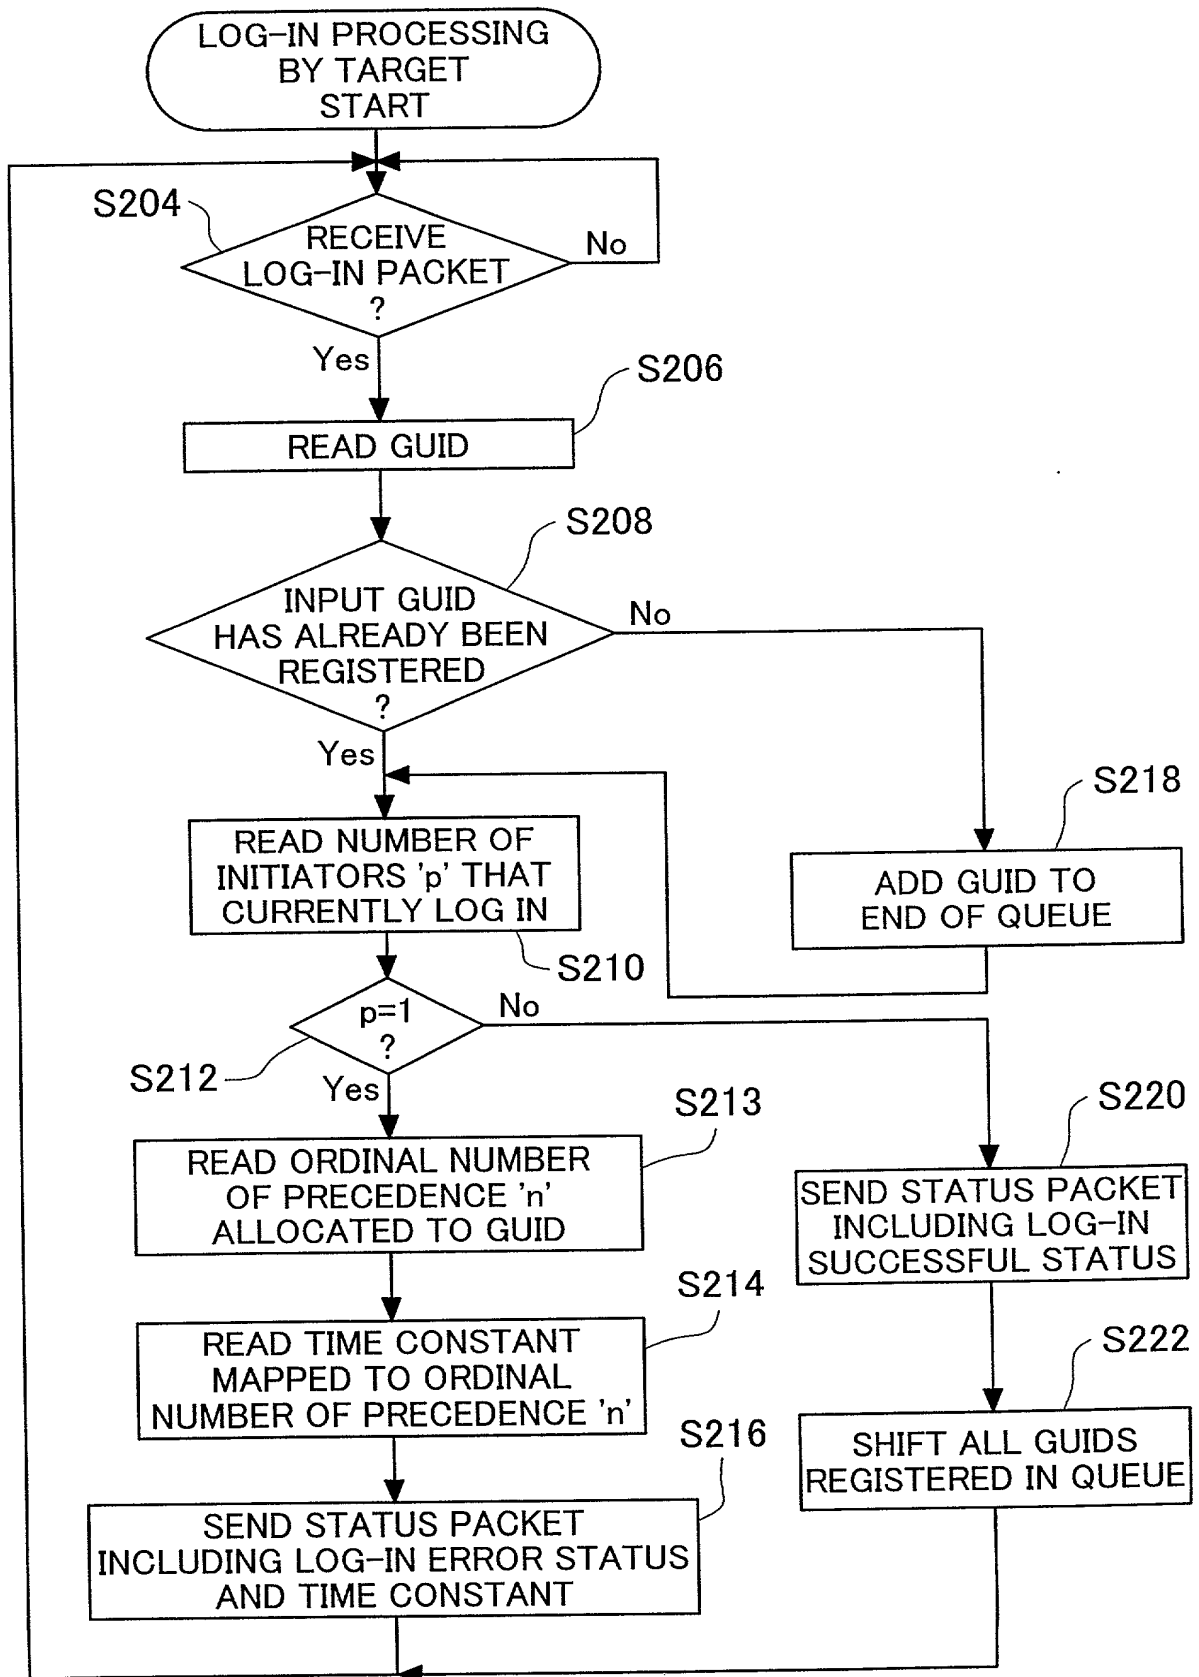 LOG-IN PROCESSING
BY TARGET
START
S204
RECEIVE
LOG-IN PACKET
?
No
Yes
S206
READ GUID
S208
INPUT GUID
HAS ALREADY BEEN
REGISTERED
?
No
Yes
S218
ADD GUID TO
END OF QUEUE
READ NUMBER OF
INITIATORS 'p' THAT
CURRENTLY LOG IN
S210
p=1
?
No
S212
Yes
S213
READ ORDINAL NUMBER
OF PRECEDENCE 'n'
ALLOCATED TO GUID
S220
SEND STATUS PACKET
INCLUDING LOG-IN
SUCCESSFUL STATUS
S214
READ TIME CONSTANT
MAPPED TO ORDINAL
NUMBER OF PRECEDENCE 'n'
S222
SHIFT ALL GUIDS
REGISTERED IN QUEUE
S216
SEND STATUS PACKET
INCLUDING LOG-IN ERROR STATUS
AND TIME CONSTANT